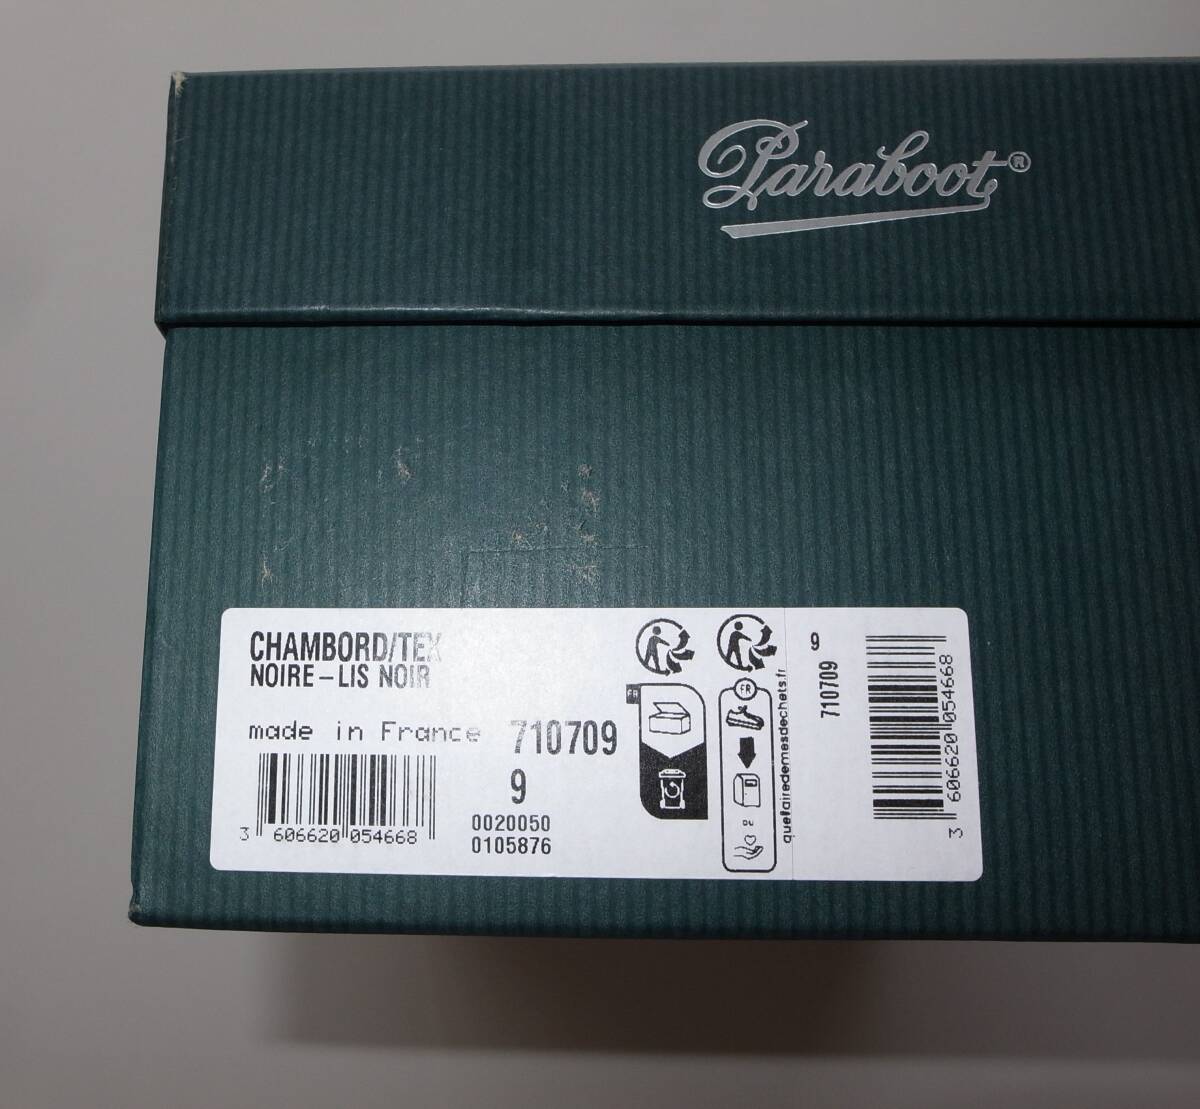 Paraboot®
CHAMBORD/TEX
NOIRE-LIS NOIR
made in France 710709
9
0020050
0105876
3 606620 054668
FR
FR
ou
quefairedemesdechets.fr
9
710709
3 606620 054668